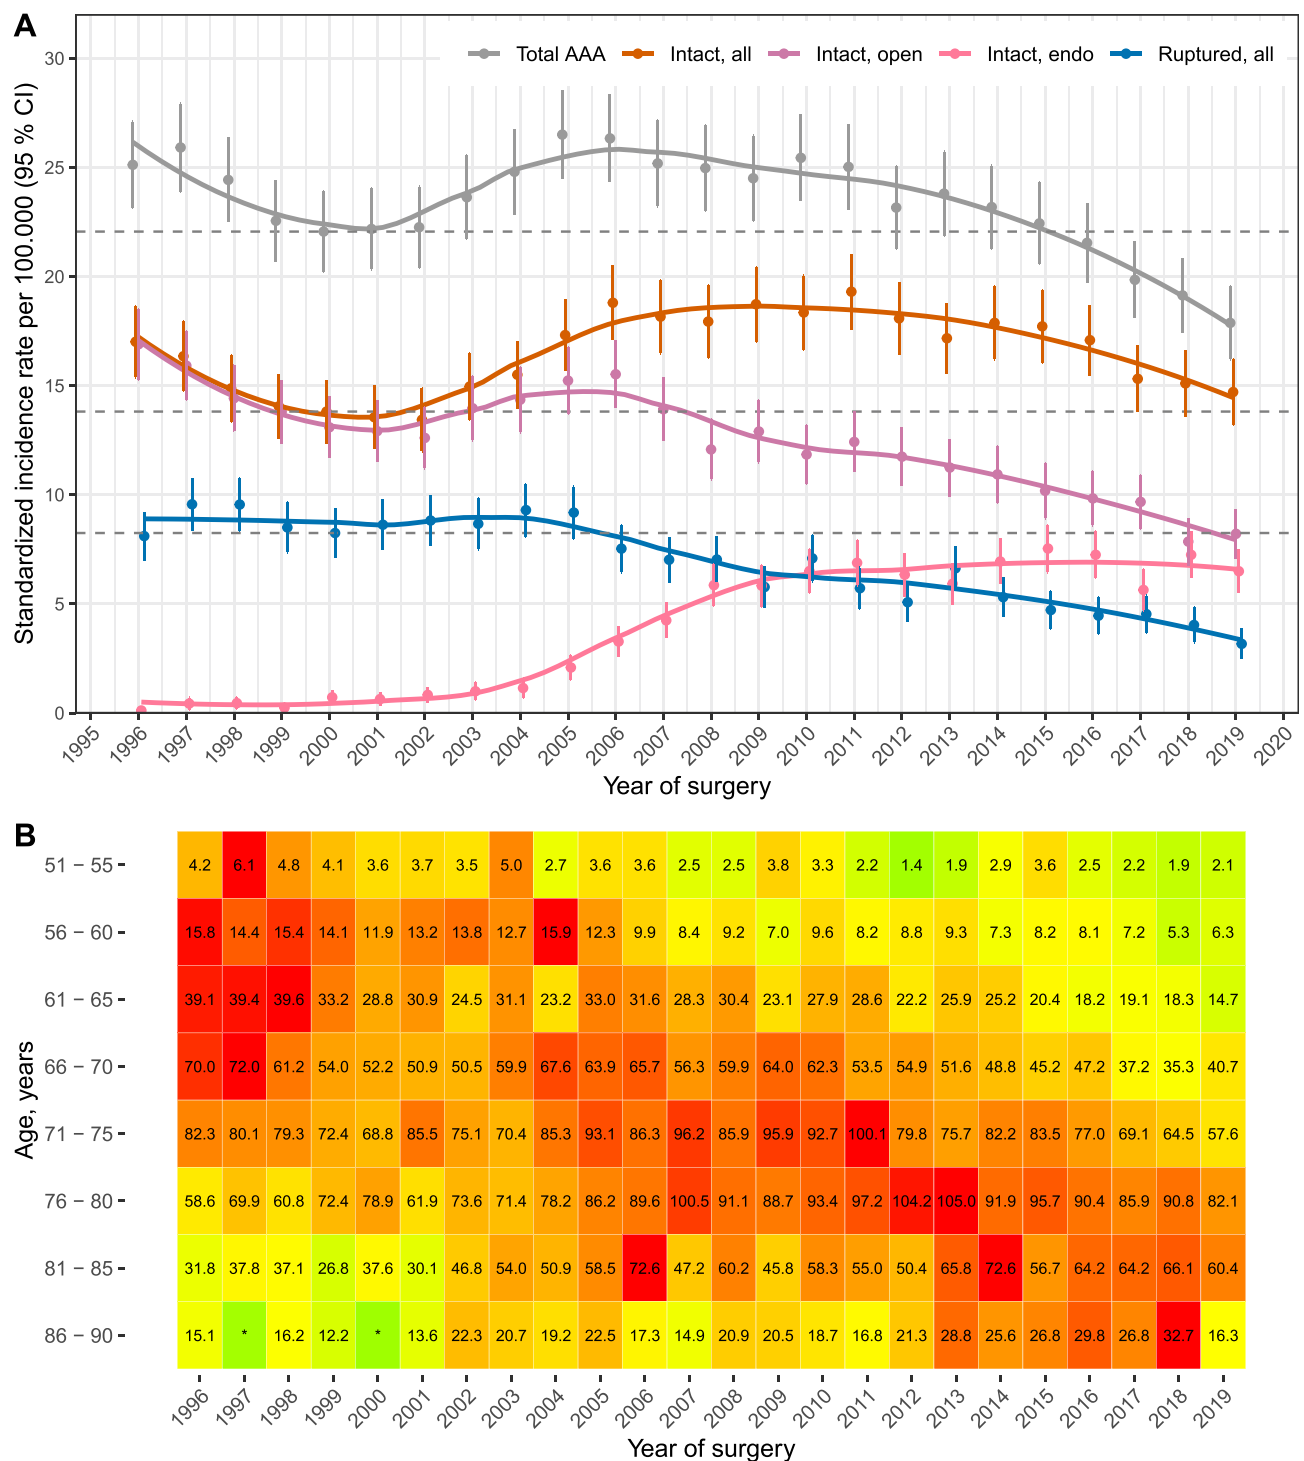 A
Total AAA Intact, all Intact, open Intact, endo Ruptured, all
Standardized incidence rate per 100.000 (95 % CI)
30
25
20
15
10
5
0
1995 1996 1997 1998 1999 2000 2001 2002 2003 2004 2005 2006 2007 2008 2009 2010 2011 2012 2013 2014 2015 2016 2017 2018 2019 2020
Year of surgery
B
Age, years
51 − 55 4.2 6.1 4.8 4.1 3.6 3.7 3.5 5.0 2.7 3.6 3.6 2.5 2.5 3.8 3.3 2.2 1.4 1.9 2.9 3.6 2.5 2.2 1.9 2.1
56 − 60 15.8 14.4 15.4 14.1 11.9 13.2 13.8 12.7 15.9 12.3 9.9 8.4 9.2 7.0 9.6 8.2 8.8 9.3 7.3 8.2 8.1 7.2 5.3 6.3
61 − 65 39.1 39.4 39.6 33.2 28.8 30.9 24.5 31.1 23.2 33.0 31.6 28.3 30.4 23.1 27.9 28.6 22.2 25.9 25.2 20.4 18.2 19.1 18.3 14.7
66 − 70 70.0 72.0 61.2 54.0 52.2 50.9 50.5 59.9 67.6 63.9 65.7 56.3 59.9 64.0 62.3 53.5 54.9 51.6 48.8 45.2 47.2 37.2 35.3 40.7
71 − 75 82.3 80.1 79.3 72.4 68.8 85.5 75.1 70.4 85.3 93.1 86.3 96.2 85.9 95.9 92.7 100.1 79.8 75.7 82.2 83.5 77.0 69.1 64.5 57.6
76 − 80 58.6 69.9 60.8 72.4 78.9 61.9 73.6 71.4 78.2 86.2 89.6 100.5 91.1 88.7 93.4 97.2 104.2 105.0 91.9 95.7 90.4 85.9 90.8 82.1
81 − 85 31.8 37.8 37.1 26.8 37.6 30.1 46.8 54.0 50.9 58.5 72.6 47.2 60.2 45.8 58.3 55.0 50.4 65.8 72.6 56.7 64.2 64.2 66.1 60.4
86 − 90 15.1 * 16.2 12.2 * 13.6 22.3 20.7 19.2 22.5 17.3 14.9 20.9 20.5 18.7 16.8 21.3 28.8 25.6 26.8 29.8 26.8 32.7 16.3
1996 1997 1998 1999 2000 2001 2002 2003 2004 2005 2006 2007 2008 2009 2010 2011 2012 2013 2014 2015 2016 2017 2018 2019
Year of surgery